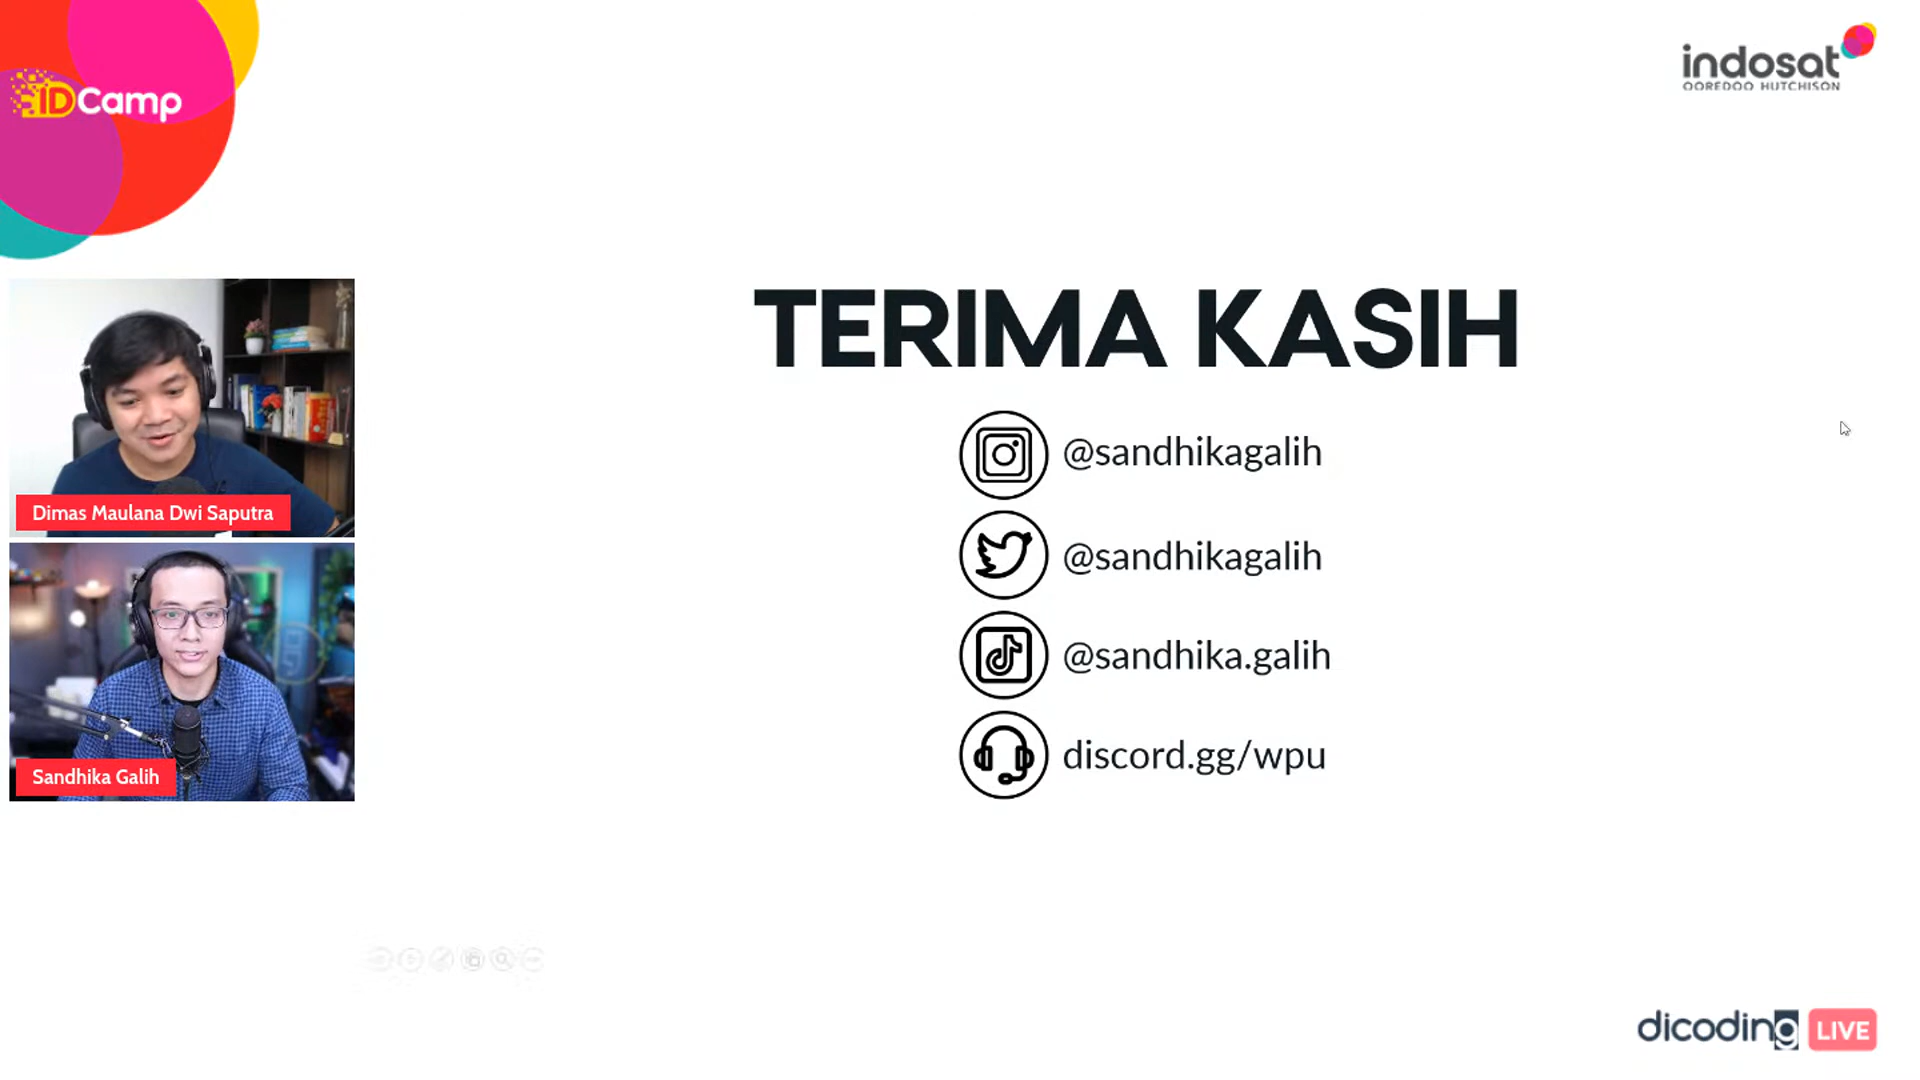 IDCamp
indosat
OOREDOO HUTCHISON
Dimas Maulana Dwi Saputra
Sandhika Galih
TERIMA KASIH
@sandhikagalih
@sandhikagalih
@sandhika.galih
discord.gg/wpu
dicoding LIVE